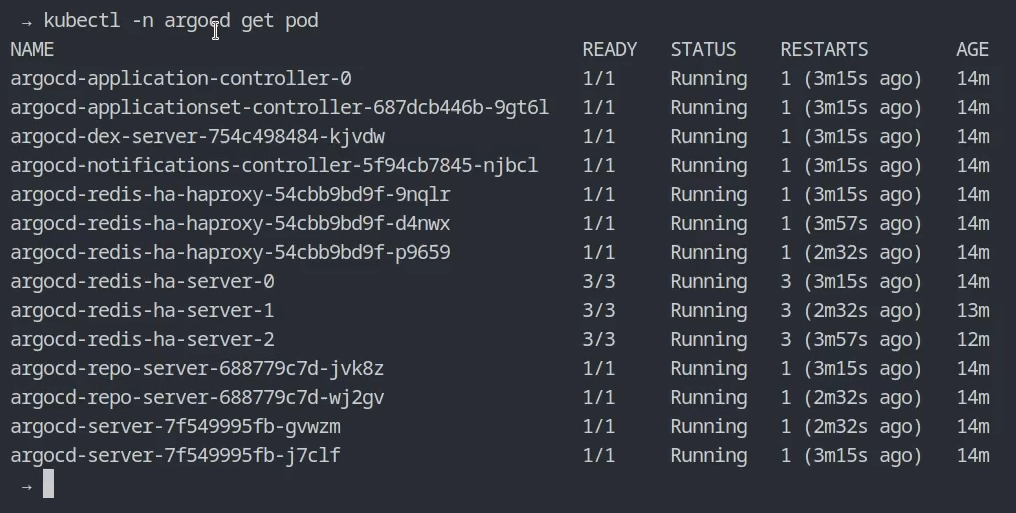 → kubectl -n argocd get pod
NAME READY STATUS RESTARTS AGE
argocd-application-controller-0 1/1 Running 1 (3m15s ago) 14m
argocd-applicationset-controller-687dcb446b-9gt6l 1/1 Running 1 (3m15s ago) 14m
argocd-dex-server-754c498484-kjvdw 1/1 Running 1 (3m15s ago) 14m
argocd-notifications-controller-5f94cb7845-njbcl 1/1 Running 1 (3m15s ago) 14m
argocd-redis-ha-haproxy-54cbb9bd9f-9nqlr 1/1 Running 1 (3m15s ago) 14m
argocd-redis-ha-haproxy-54cbb9bd9f-d4nwx 1/1 Running 1 (3m57s ago) 14m
argocd-redis-ha-haproxy-54cbb9bd9f-p9659 1/1 Running 1 (2m32s ago) 14m
argocd-redis-ha-server-0 3/3 Running 3 (3m15s ago) 14m
argocd-redis-ha-server-1 3/3 Running 3 (2m32s ago) 13m
argocd-redis-ha-server-2 3/3 Running 3 (3m57s ago) 12m
argocd-repo-server-688779c7d-jvk8z 1/1 Running 1 (3m15s ago) 14m
argocd-repo-server-688779c7d-wj2gv 1/1 Running 1 (2m32s ago) 14m
argocd-server-7f549995fb-gvwzm 1/1 Running 1 (2m32s ago) 14m
argocd-server-7f549995fb-j7clf 1/1 Running 1 (3m15s ago) 14m
→